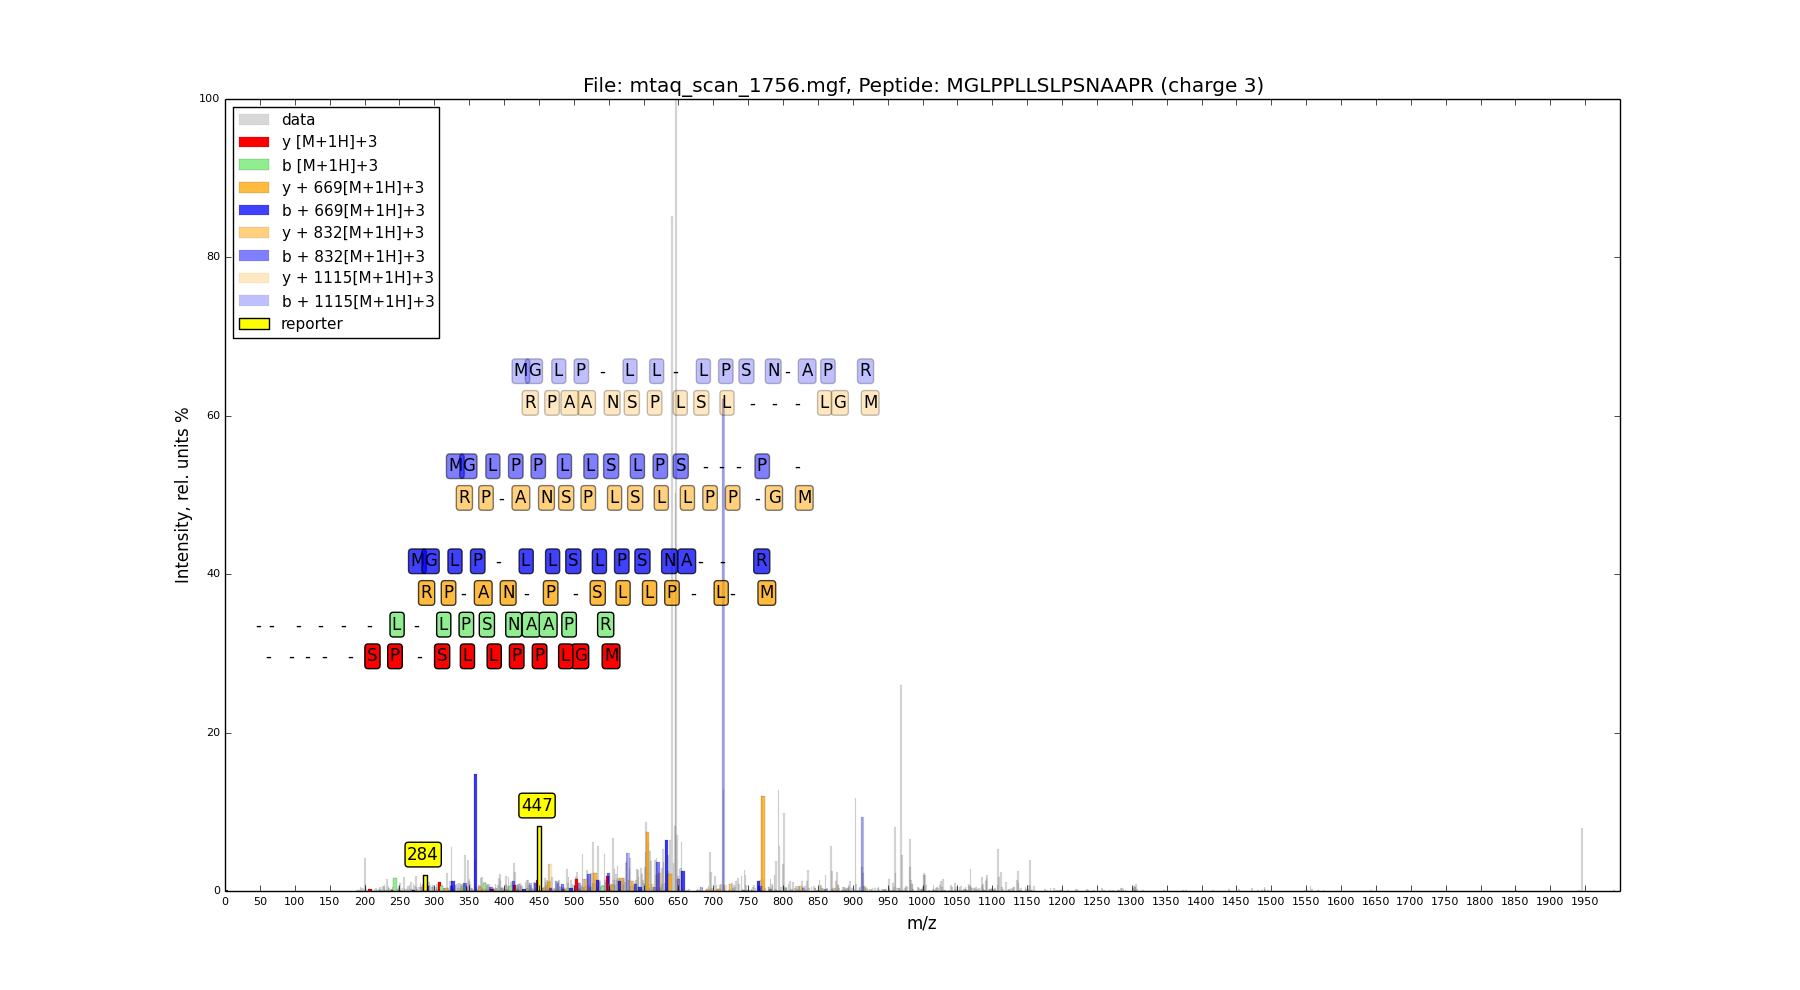 File: mtaq_scan_1756.mgf, Peptide: MGLPPLLSLPSNAAPR (charge 3)
100
80
60
40
20
0
Intensity, rel. units %
data
y [M+1H]+3
b [M+1H]+3
y + 669[M+1H]+3
b + 669[M+1H]+3
y + 832[M+1H]+3
b + 832[M+1H]+3
y + 1115[M+1H]+3
b + 1115[M+1H]+3
reporter
M G L P - L L - L P S N - A P R
R P A A N S P L S L - - - L G M
M G L P P L L S L P S - - - P -
R P - A N S P L S L L P P - G M
M G L P - L L S L P S N A - - R
R P - A N - P - S L L P - L - M
- - - - - - L - L P S N A A P R
- - - - - S P - S L L P P L G M
447
284
0 50 100 150 200 250 300 350 400 450 500 550 600 650 700 750 800 850 900 950 1000 1050 1100 1150 1200 1250 1300 1350 1400 1450 1500 1550 1600 1650 1700 1750 1800 1850 1900 1950
m/z